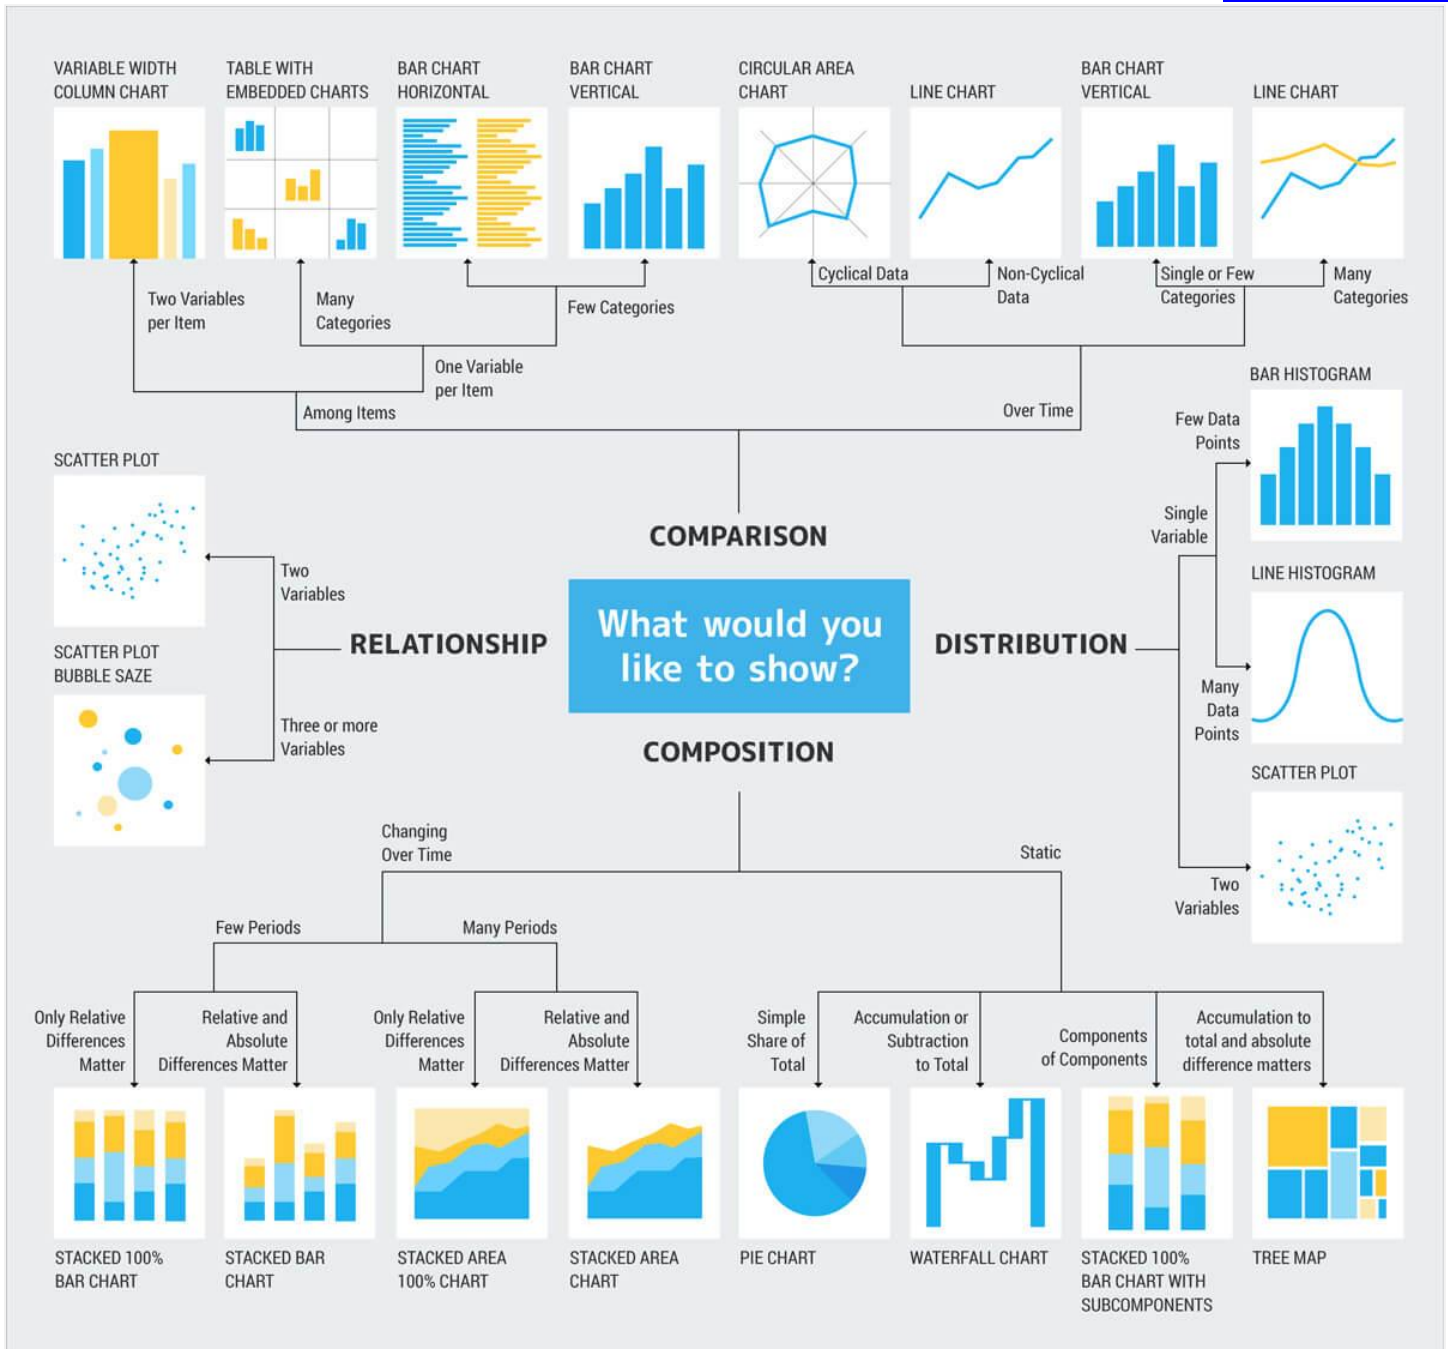 VARIABLE WIDTH
COLUMN CHART
TABLE WITH
EMBEDDED CHARTS
BAR CHART
HORIZONTAL
BAR CHART
VERTICAL
CIRCULAR AREA
CHART
LINE CHART
BAR CHART
VERTICAL
LINE CHART
Two Variables
per Item
Many
Categories
Few Categories
Cyclical Data
Non-Cyclical
Data
Single or Few
Categories
Many
Categories
One Variable
per Item
Among Items
Over Time
BAR HISTOGRAM
Few Data
Points
SCATTER PLOT
Single
Variable
COMPARISON
Two
Variables
LINE HISTOGRAM
What would you
like to show?
RELATIONSHIP
DISTRIBUTION
SCATTER PLOT
BUBBLE SAZE
Three or more
Variables
Many
Data
Points
COMPOSITION
SCATTER PLOT
Changing
Over Time
Static
Two
Variables
Few Periods
Many Periods
Only Relative
Differences
Matter
Relative and
Absolute
Differences Matter
Only Relative
Differences
Matter
Relative and
Absolute
Differences Matter
Simple
Share of
Total
Accumulation or
Subtraction
to Total
Components
of Components
Accumulation to
total and absolute
difference matters
STACKED 100%
BAR CHART
STACKED BAR
CHART
STACKED AREA
100% CHART
STACKED AREA
CHART
PIE CHART
WATERFALL CHART
STACKED 100%
BAR CHART WITH
SUBCOMPONENTS
TREE MAP